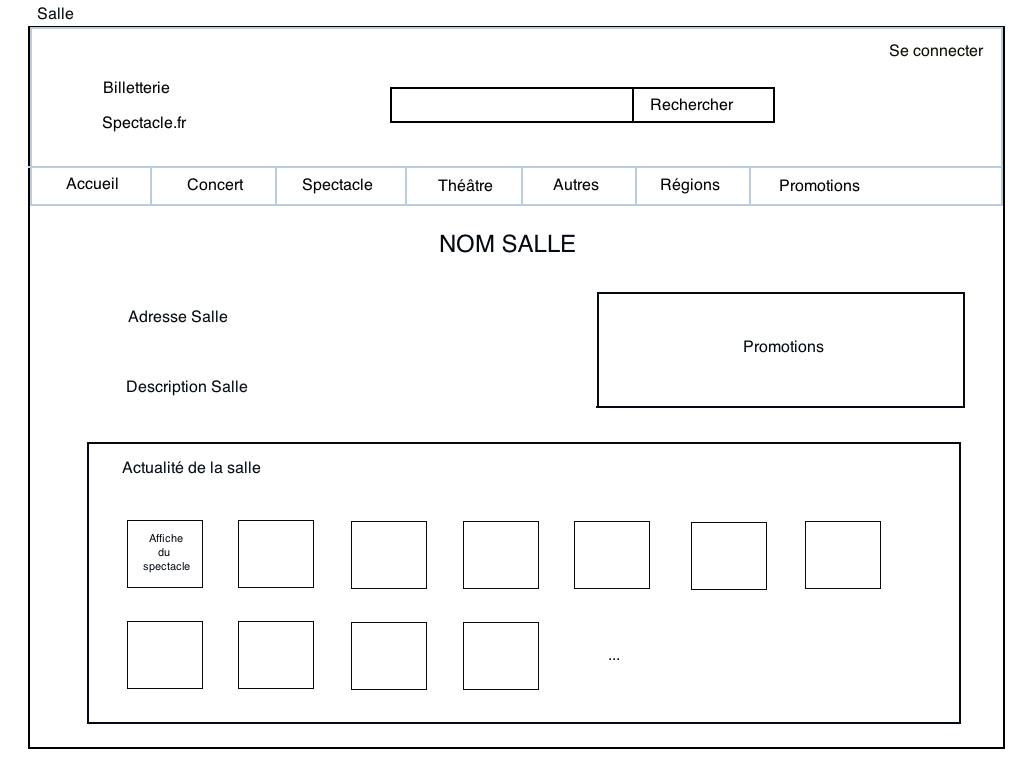 Salle
Se connecter
Billetterie
Rechercher
Spectacle.fr
Accueil
Concert
Spectacle
Théâtre
Autres
Régions
Promotions
NOM SALLE
Adresse Salle
Promotions
Description Salle
Actualité de la salle
Affiche
du
spectacle
...